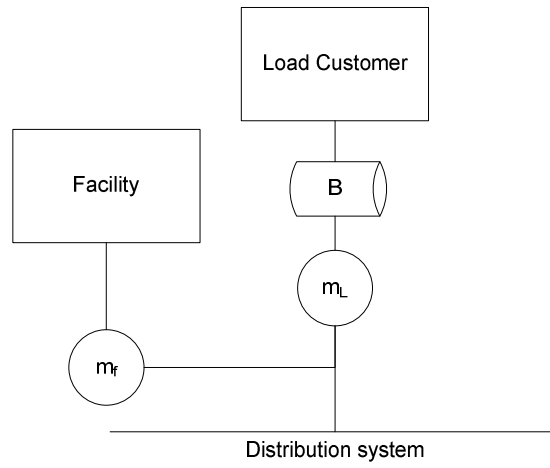 Load Customer
Facility
B
mL
mf
Distribution system